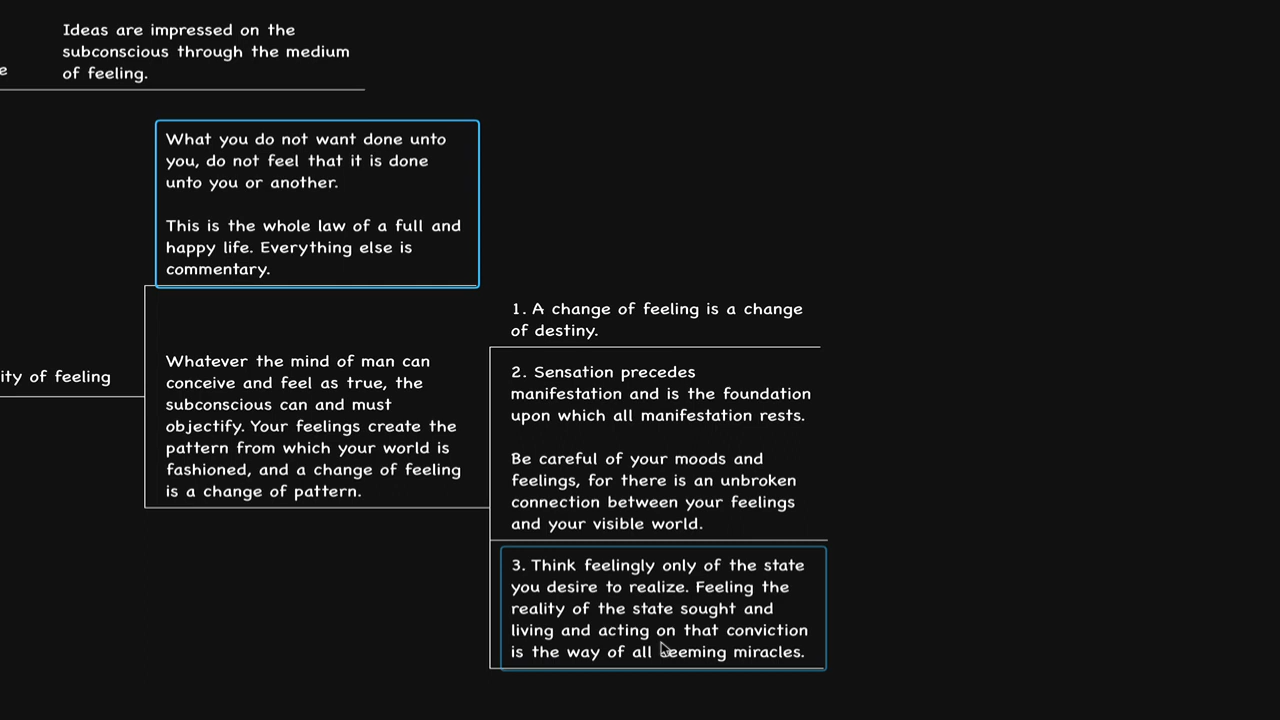 Ideas are impressed on the
subconscious through the medium
of feeling.
e
What you do not want done unto
you, do not feel that it is done
unto you or another.
This is the whole law of a full and
happy life. Everything else is
commentary.
ity of feeling
Whatever the mind of man can
conceive and feel as true, the
subconscious can and must
objectify. Your feelings create the
pattern from which your world is
fashioned, and a change of feeling
is a change of pattern.
1. A change of feeling is a change
of destiny.
2. Sensation precedes
manifestation and is the foundation
upon which all manifestation rests.
Be careful of your moods and
feelings, for there is an unbroken
connection between your feelings
and your visible world.
3. Think feelingly only of the state
you desire to realize. Feeling the
reality of the state sought and
living and acting on that conviction
is the way of all seeming miracles.